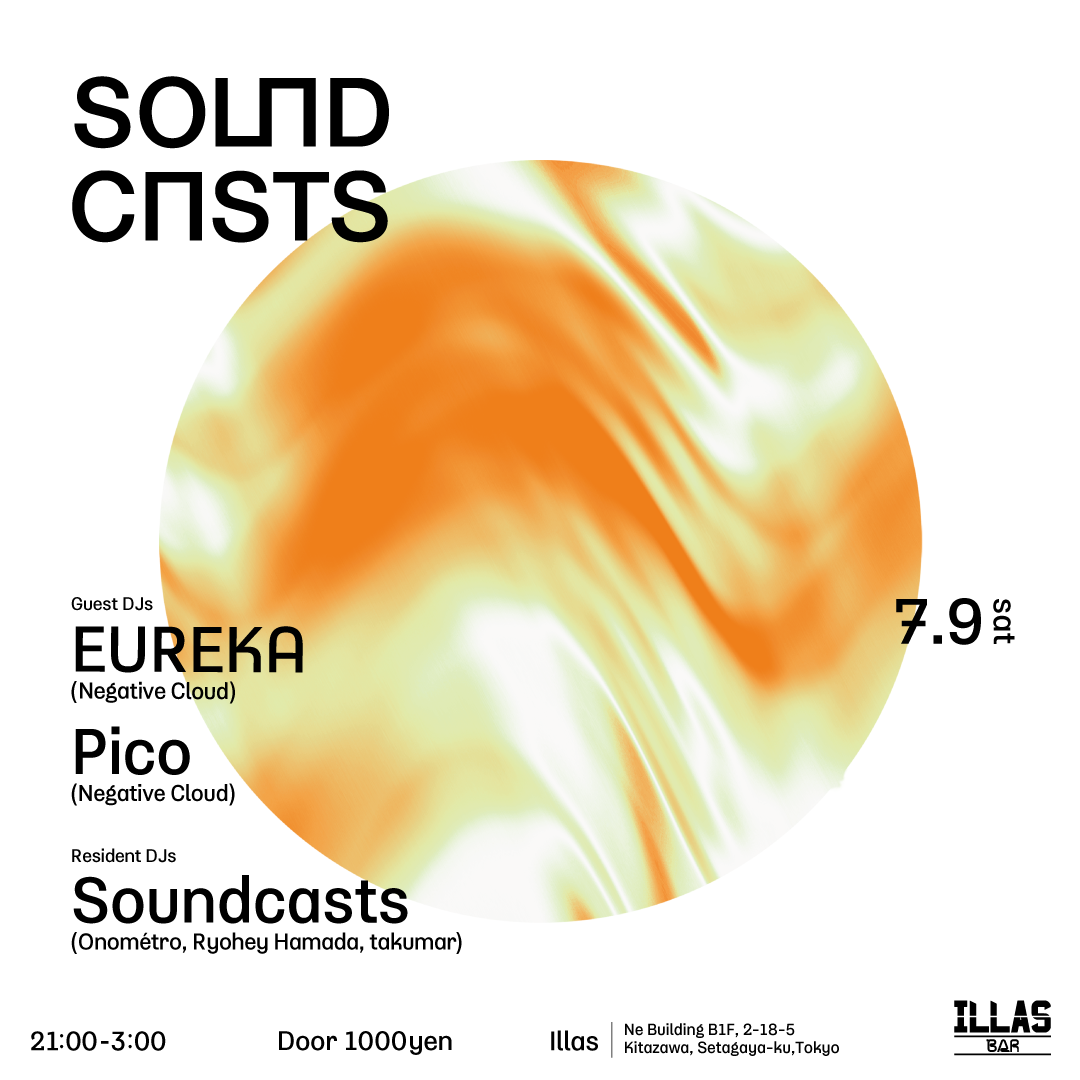 SOUND
CASTS
Guest DJs
EUREKA
(Negative Cloud)
Pico
(Negative Cloud)
7.9 Sat
Resident DJs
Soundcasts
(Onométro, Ryohey Hamada, takumar)
21:00-3:00
Door 1000yen
Illas
Ne Building B1F, 2-18-5
Kitazawa, Setagaya-ku,Tokyo
ILLAS
BAR